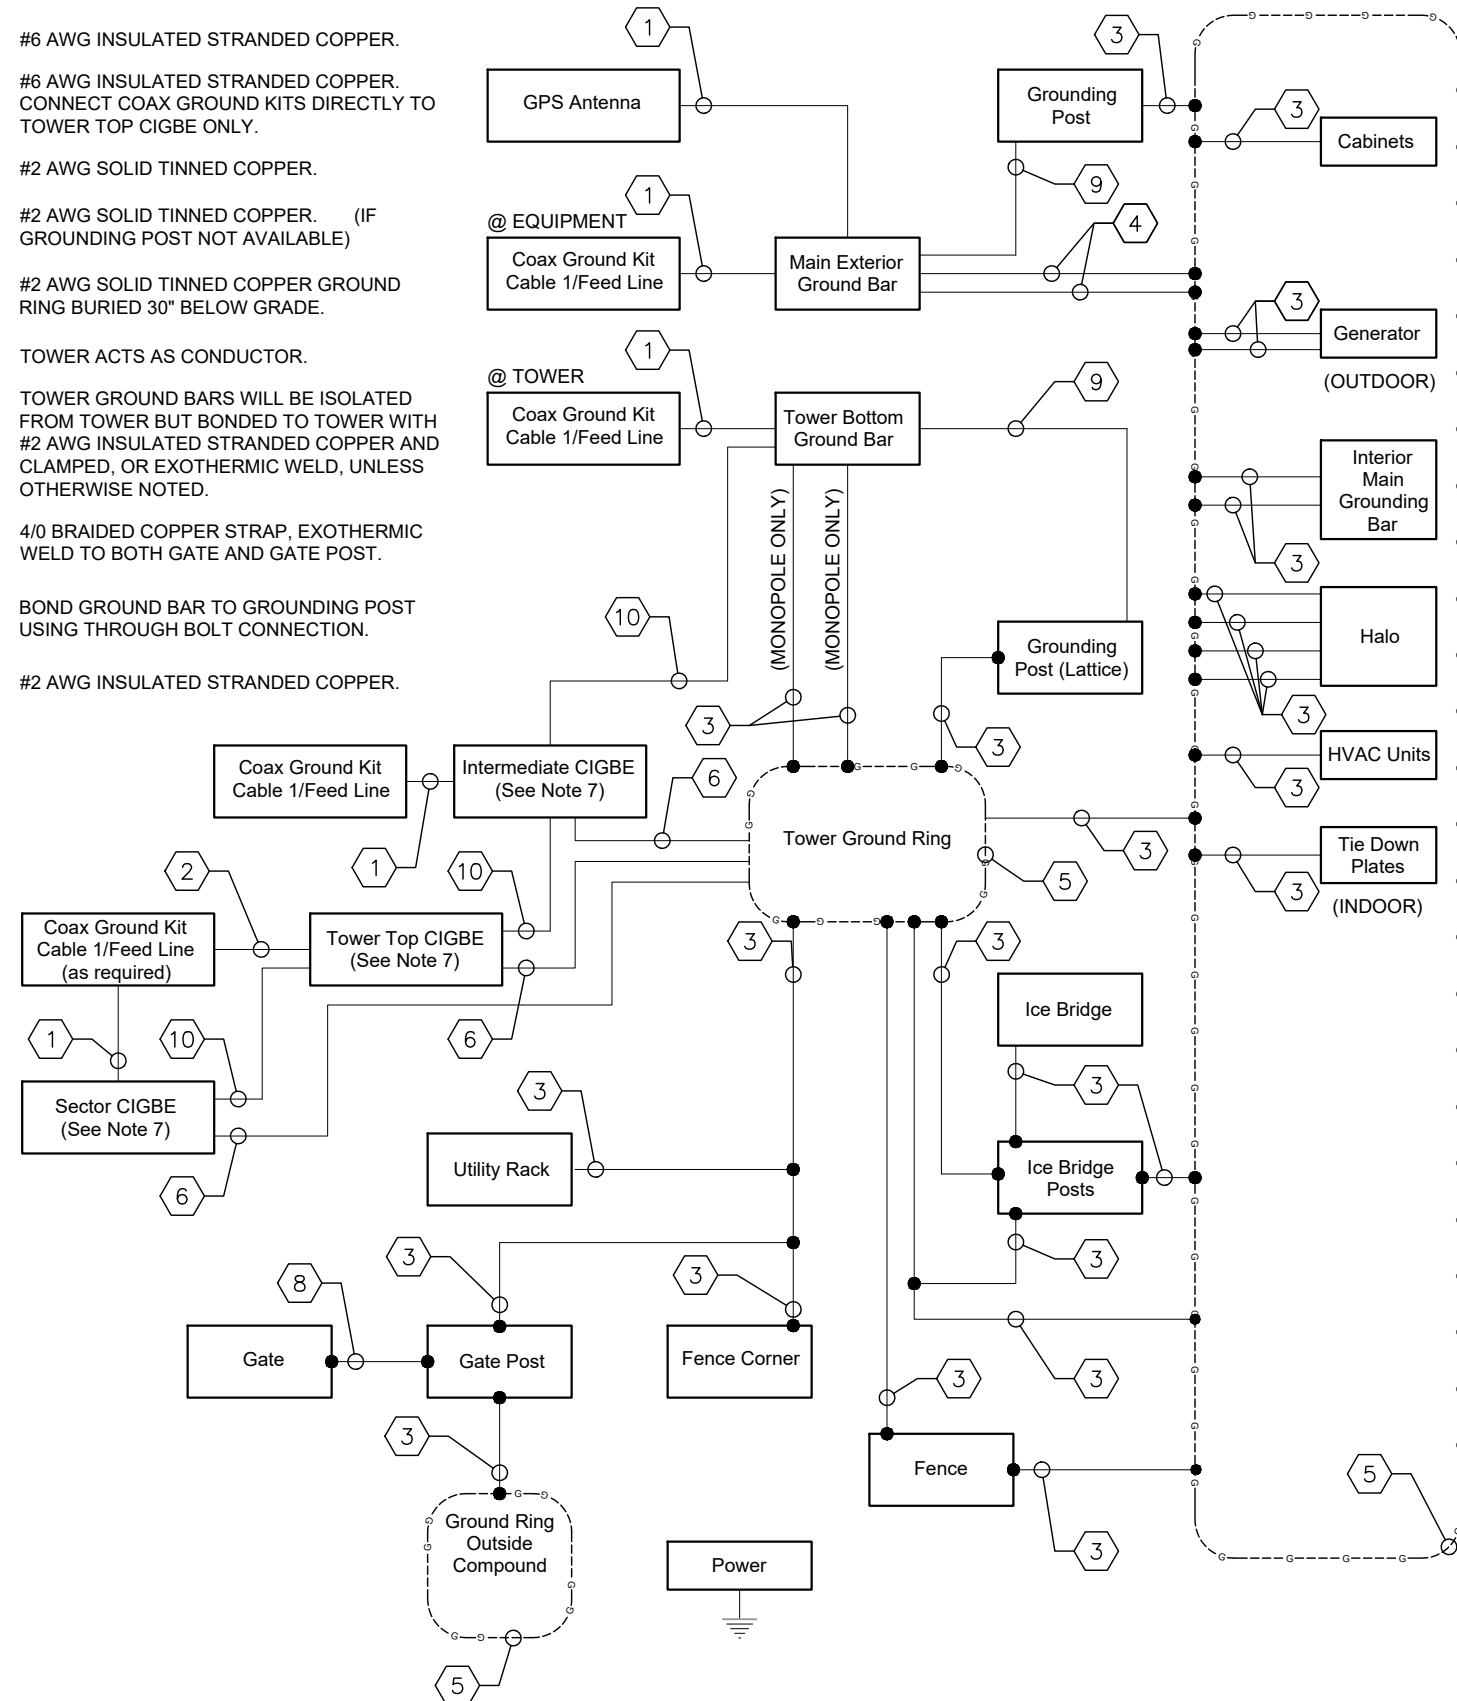 #6 AWG INSULATED STRANDED COPPER.
#6 AWG INSULATED STRANDED COPPER.
CONNECT COAX GROUND KITS DIRECTLY TO
TOWER TOP CIGBE ONLY.
#2 AWG SOLID TINNED COPPER.
#2 AWG SOLID TINNED COPPER. (IF
GROUNDING POST NOT AVAILABLE)
#2 AWG SOLID TINNED COPPER GROUND
RING BURIED 30" BELOW GRADE.
TOWER ACTS AS CONDUCTOR.
TOWER GROUND BARS WILL BE ISOLATED
FROM TOWER BUT BONDED TO TOWER WITH
#2 AWG INSULATED STRANDED COPPER AND
CLAMPED, OR EXOTHERMIC WELD, UNLESS
OTHERWISE NOTED.
4/0 BRAIDED COPPER STRAP, EXOTHERMIC
WELD TO BOTH GATE AND GATE POST.
BOND GROUND BAR TO GROUNDING POST
USING THROUGH BOLT CONNECTION.
#2 AWG INSULATED STRANDED COPPER.
1
GPS Antenna
3
Grounding
Post
3
Cabinets
9
1
@ EQUIPMENT
Coax Ground Kit
Cable 1/Feed Line
Main Exterior
Ground Bar
4
3
Generator
(OUTDOOR)
1
@ TOWER
Coax Ground Kit
Cable 1/Feed Line
Tower Bottom
Ground Bar
9
(MONOPOLE ONLY)
(MONOPOLE ONLY)
Interior
Main
Grounding
Bar
3
10
Grounding
Post (Lattice)
Halo
3
3
3
Coax Ground Kit
Cable 1/Feed Line
Intermediate CIGBE
(See Note 7)
6
HVAC Units
3
Tower Ground Ring
3
5
Tie Down
Plates
3
(INDOOR)
1
2
10
Coax Ground Kit
Cable 1/Feed Line
(as required)
Tower Top CIGBE
(See Note 7)
3
3
6
Ice Bridge
1
10
Sector CIGBE
(See Note 7)
6
3
3
Utility Rack
Ice Bridge
Posts
3
3
3
8
Gate
Gate Post
Fence Corner
3
3
3
Fence
3
5
Ground Ring
Outside
Compound
5
Power
G G G G G G G G G G G G G G G G G G G G G G G G G G G G G G G G